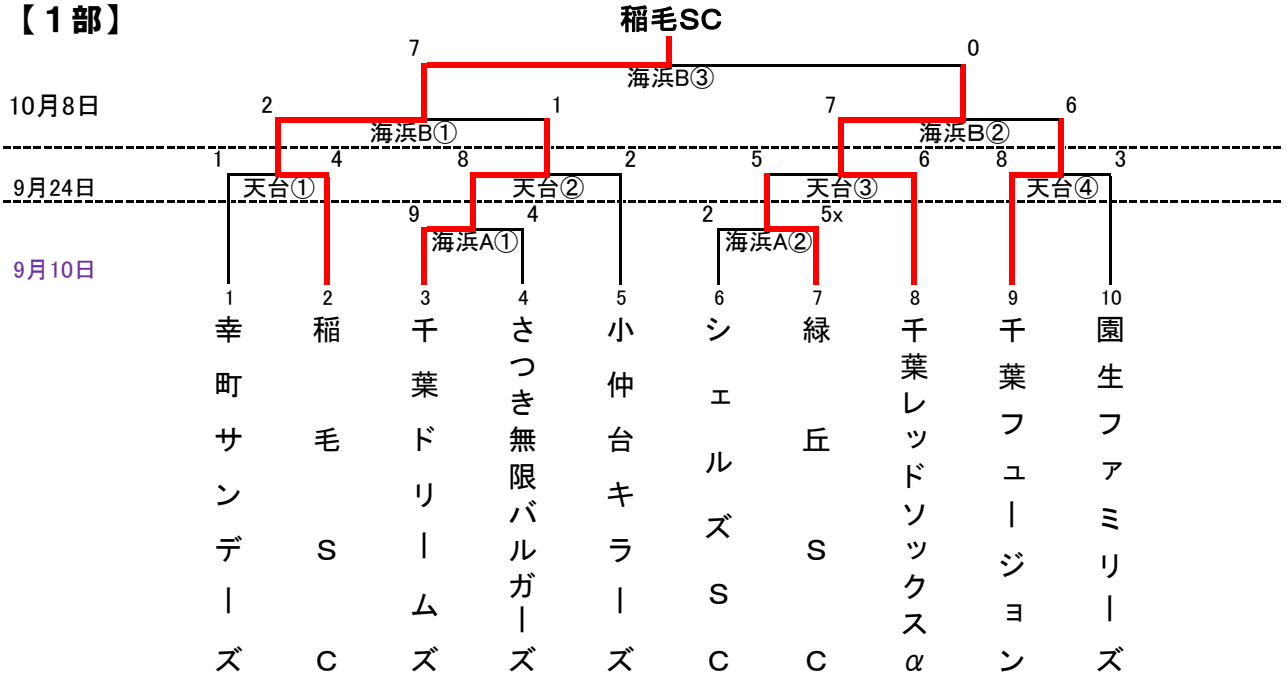 【１部】
稲毛SC
7
0
海浜B③
10月8日
2
1
7
6
海浜B①
海浜B②
1
4
8
2
5
6
8
3
9月24日
天台①
天台②
天台③
天台④
9
4
2
5x
海浜A①
海浜A②
9月10日
1
2
3
4
5
6
7
8
9
10
幸町サンデーズ
稲毛SC
千葉ドリームズ
さつき無限バルガーズ
小仲台キラーズ
シェルズSC
緑丘SC
千葉レッドソックスα
千葉フュージョン
園生ファミリーズ